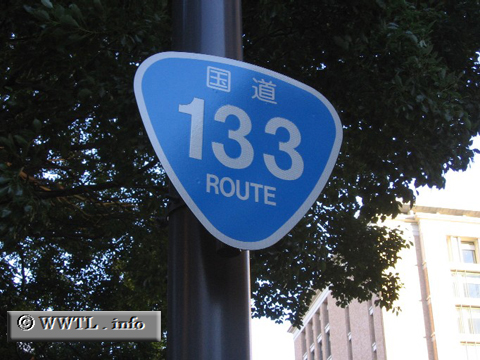 国道
133
ROUTE
© WWTL . info